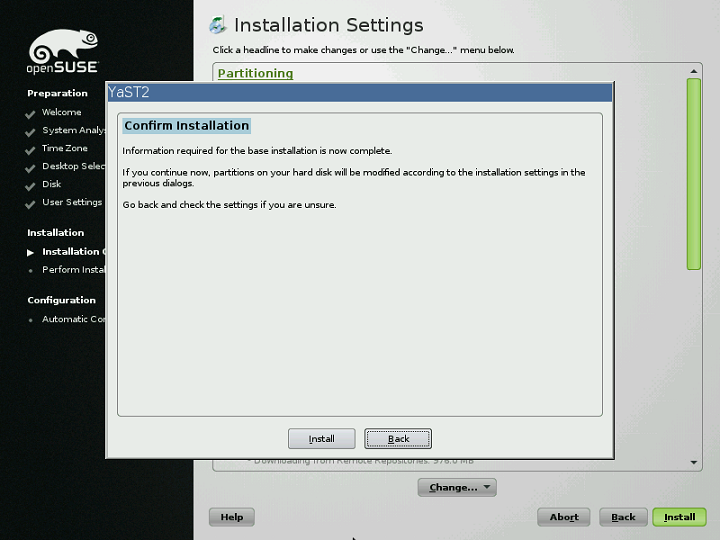 openSUSE
Preparation
Welcome
System Analys
Time Zone
Desktop Selec
Disk
User Settings
Installation
Installation
Perform Instal
Configuration
Automatic Con
Installation Settings
Click a headline to make changes or use the "Change..." menu below.
Partitioning
YaST2
Confirm Installation
Information required for the base installation is now complete.
If you continue now, partitions on your hard disk will be modified according to the installation settings in the
previous dialogs.
Go back and check the settings if you are unsure.
Install
Back
Downloading from Remote Repositories: 976.0 MB
Change...
Help
Abort
Back
Install